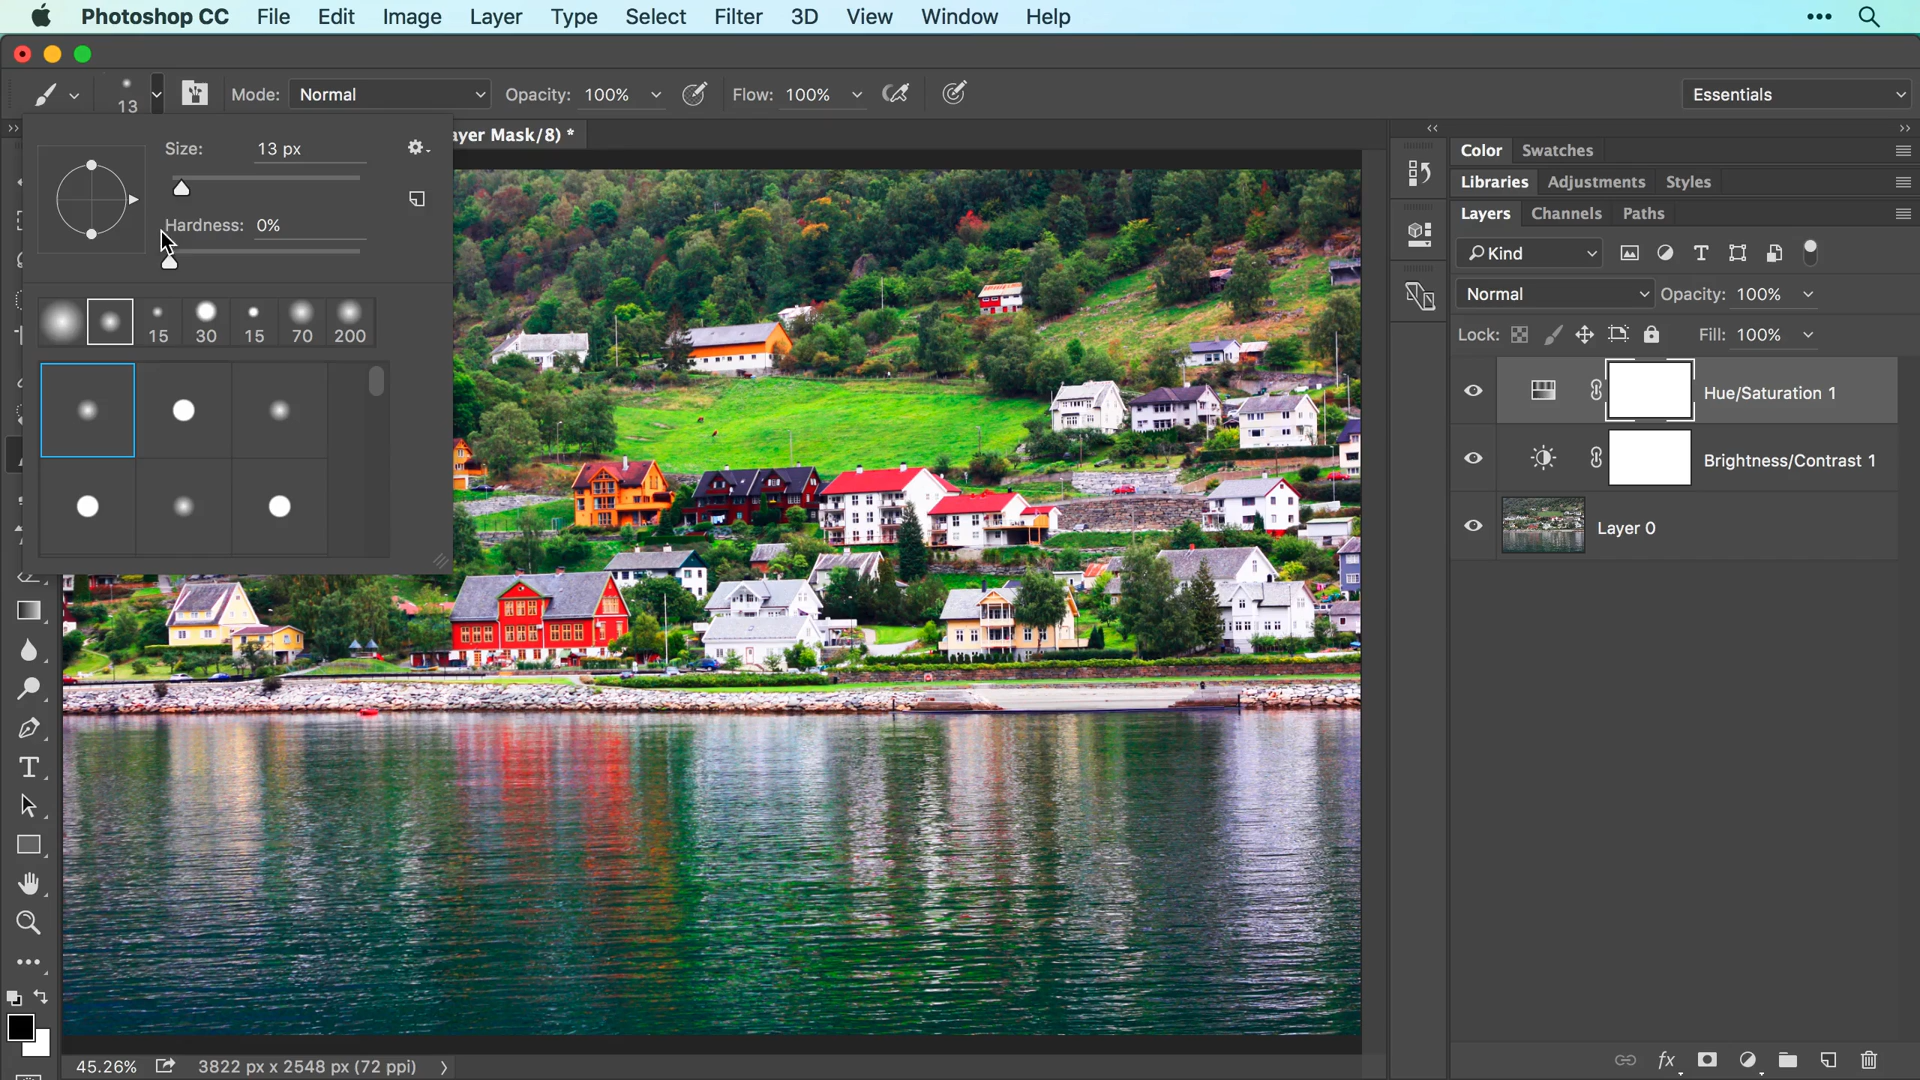 Photoshop CC File Edit Image Layer Type Select Filter 3D View Window Help
13 Mode: Normal Opacity: 100% Flow: 100% Essentials
ayer Mask/8) *
Size: 13 px
Hardness: 0%
15 30 15 70 200
Color Swatches
Libraries Adjustments Styles
Layers Channels Paths
Kind
Normal Opacity: 100%
Lock: Fill: 100%
Hue/Saturation 1
Brightness/Contrast 1
Layer 0
45.26% 3822 px x 2548 px (72 ppi)